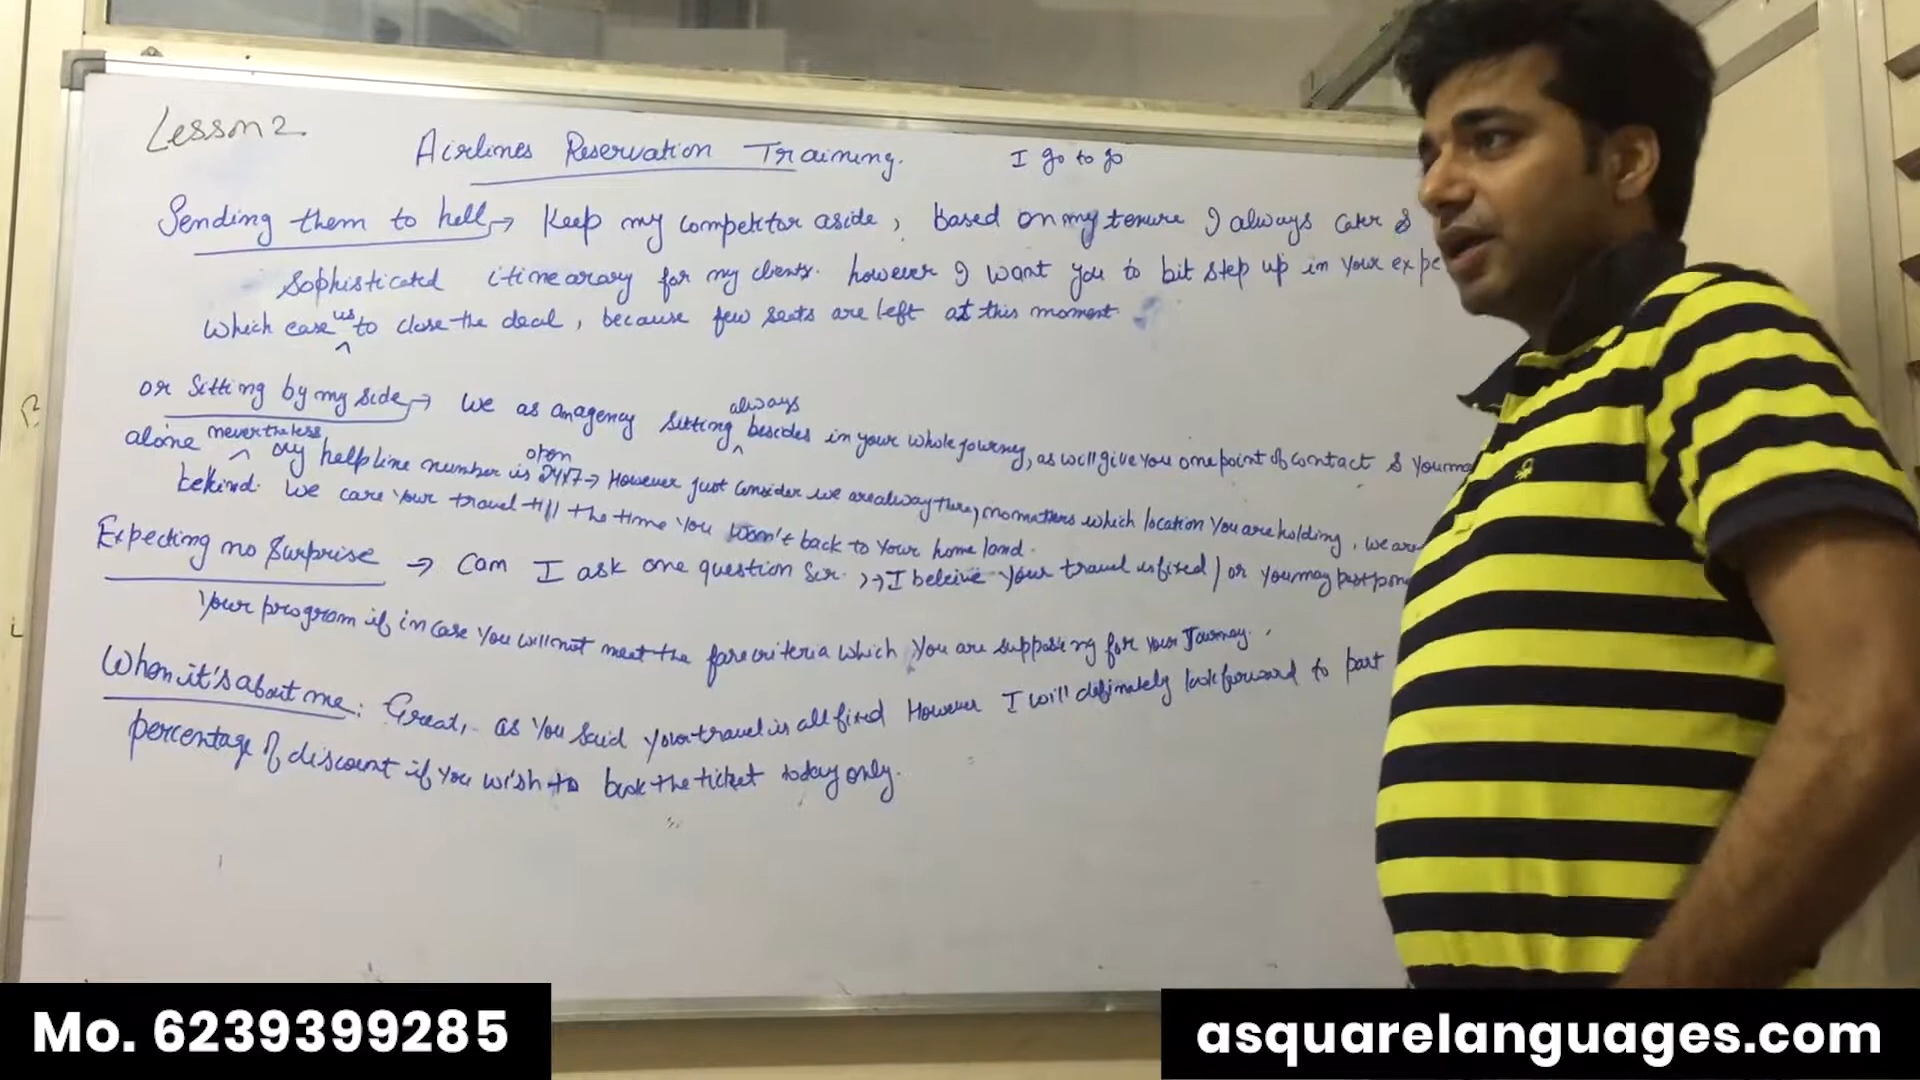 Lesson 2
Airlines Reservation Training.
I go to go
Sending them to hell → Keep my competitor aside, based on my tenure I always cater &
Sophisticated itinearary for my clients. however I want you to bit step up in your expe
Which ease us to close the deal, because few seats are left at this moment
or Sitting by my side → We as an agency sitting always besides in your whole journey, as will give you one point of contact & You
alone nevertheless my helpline number is open 24x7 → However just consider we are alway there, no matters which location you are holding, we are
behind. We care Your travel till the time You won't back to your home land.
Expecting no Surprise → Can I ask one question Sir. →→ I beleive Your travel is fixed / or You may postpon
Your program if in case You will not meet the fare criteria which You are supposing for your Journey.
When it's about me: Great, as You Said your travel is all fixed However I will definately look forward to part
percentage of discount if You wish to book the ticket today only.
Mo. 6239399285
asquarelanguages.com